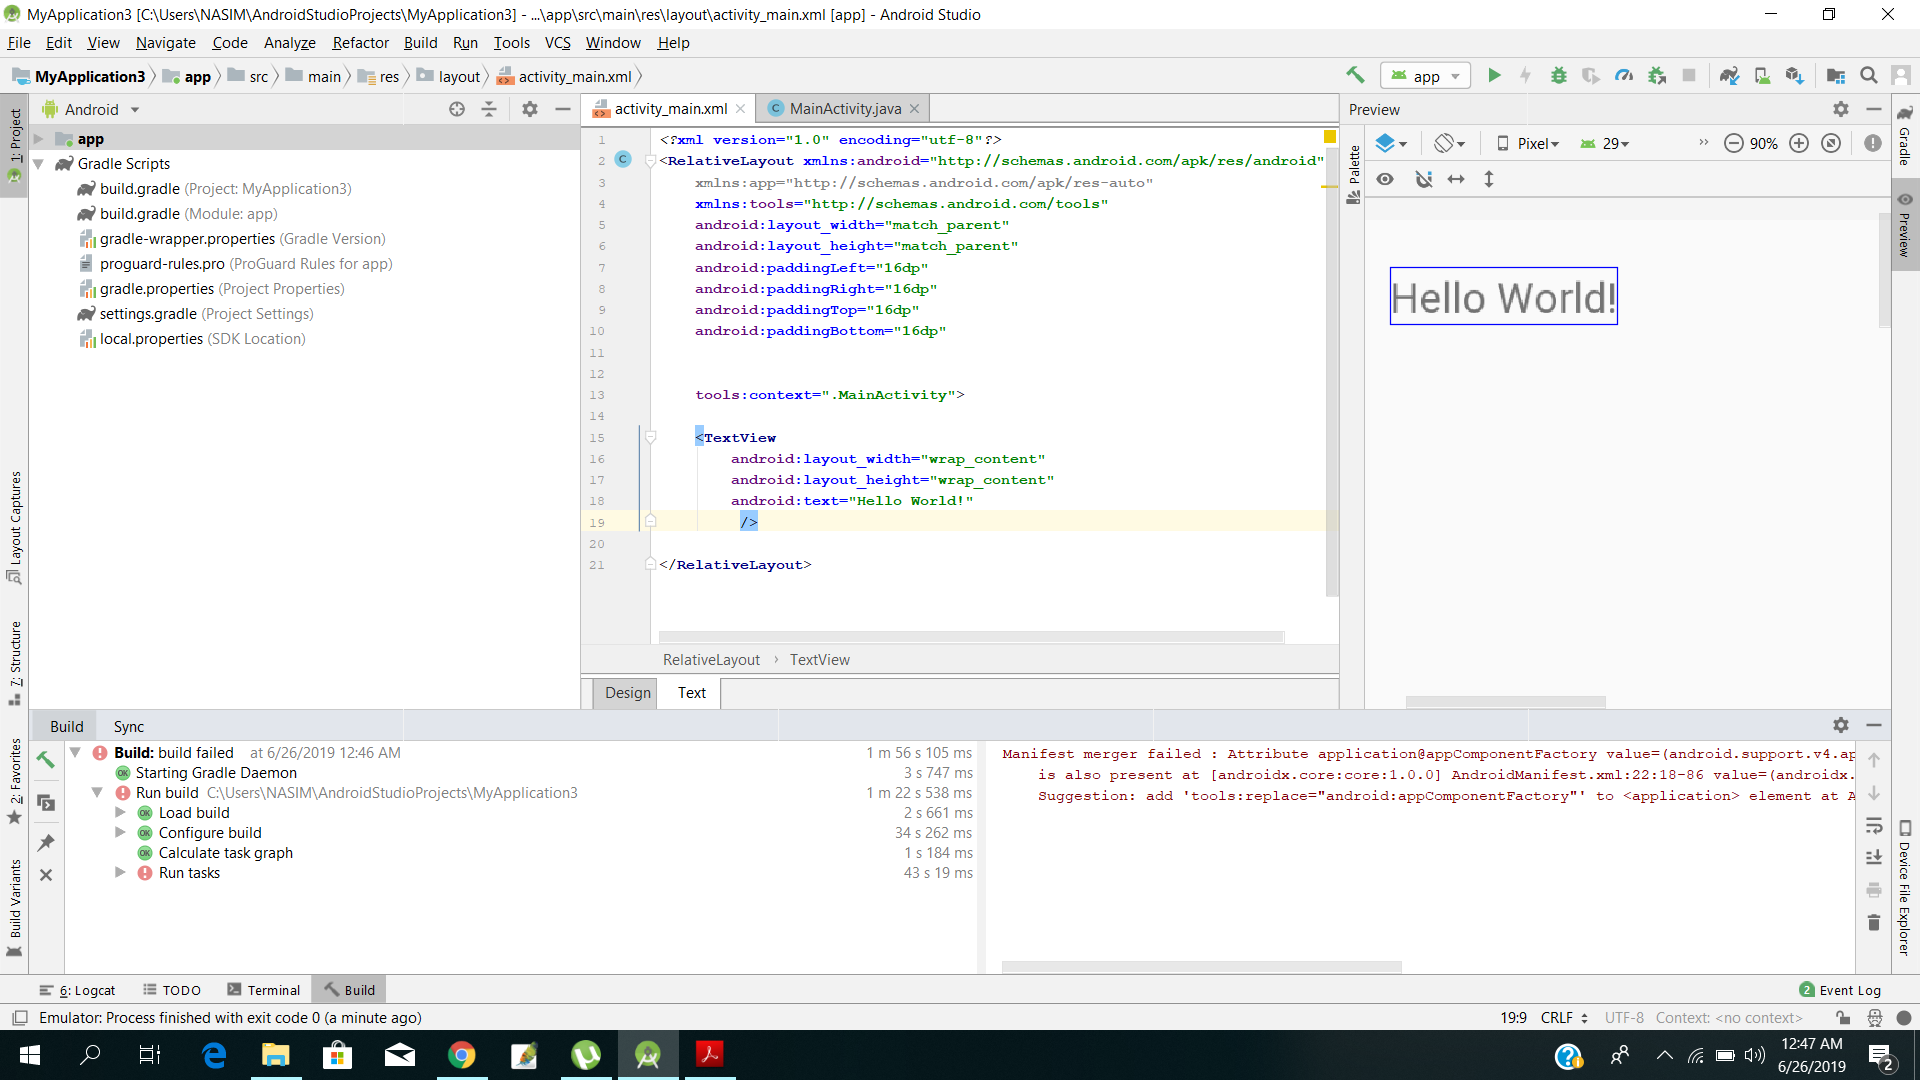 MyApplication3 [C:\Users\NASIM\AndroidStudioProjects\MyApplication3] - ...\app\src\main\res\layout\activity_main.xml [app] - Android Studio
File Edit View Navigate Code Analyze Refactor Build Run Tools VCS Window Help
MyApplication3 app src main res layout activity_main.xml
app
Android
activity_main.xml
MainActivity.java
Preview
1: Project
Layout Captures
7: Structure
2: Favorites
Build Variants
app
Gradle Scripts
build.gradle (Project: MyApplication3)
build.gradle (Module: app)
gradle-wrapper.properties (Gradle Version)
proguard-rules.pro (ProGuard Rules for app)
gradle.properties (Project Properties)
settings.gradle (Project Settings)
local.properties (SDK Location)
1 <?xml version="1.0" encoding="utf-8"?>
2 <RelativeLayout xmlns:android="http://schemas.android.com/apk/res/android"
3 xmlns:app="http://schemas.android.com/apk/res-auto"
4 xmlns:tools="http://schemas.android.com/tools"
5 android:layout_width="match_parent"
6 android:layout_height="match_parent"
7 android:paddingLeft="16dp"
8 android:paddingRight="16dp"
9 android:paddingTop="16dp"
10 android:paddingBottom="16dp"
11
12
13 tools:context=".MainActivity">
14
15 <TextView
16 android:layout_width="wrap_content"
17 android:layout_height="wrap_content"
18 android:text="Hello World!"
19 />
20
21 </RelativeLayout>
RelativeLayout › TextView
Design Text
Palette
Pixel 29 » 90%
Hello World!
Gradle
Preview
Device File Explorer
Build Sync
Build: build failed at 6/26/2019 12:46 AM 1 m 56 s 105 ms
Starting Gradle Daemon 3 s 747 ms
Run build C:\Users\NASIM\AndroidStudioProjects\MyApplication3 1 m 22 s 538 ms
Load build 2 s 661 ms
Configure build 34 s 262 ms
Calculate task graph 1 s 184 ms
Run tasks 43 s 19 ms
Manifest merger failed : Attribute application@appComponentFactory value=(android.support.v4.ap
is also present at [androidx.core:core:1.0.0] AndroidManifest.xml:22:18-86 value=(androidx.
Suggestion: add 'tools:replace="android:appComponentFactory"' to <application> element at A
6: Logcat TODO Terminal Build
2 Event Log
Emulator: Process finished with exit code 0 (a minute ago)
19:9 CRLF UTF-8 Context: <no context>
12:47 AM
6/26/2019
2